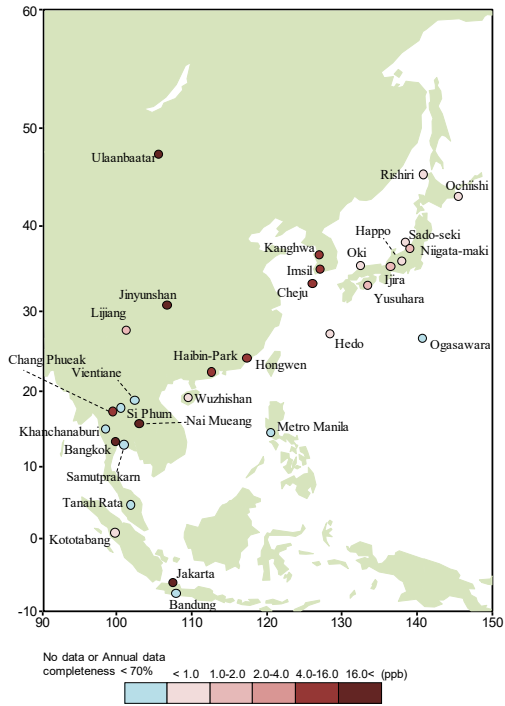 60
50
Ulaanbaatar
Rishiri
Ochiishi
40
Happo
Sado-seki
Kanghwa
Oki
Niigata-maki
Imsil
Ijira
Cheju
Yusuhara
Jinyunshan
30
Lijiang
Hedo
Ogasawara
Chang Phueak
Haibin-Park
Hongwen
Vientiane
20
Wuzhishan
Si Phum
Nai Mueang
Khanchanaburi
Metro Manila
Bangkok
10
Samutprakarn
Tanah Rata
0
Kototabang
Jakarta
Bandung
-10
90 100 110 120 130 140 150
No data or Annual data
completeness < 70% < 1.0 1.0-2.0 2.0-4.0 4.0-16.0 16.0< (ppb)